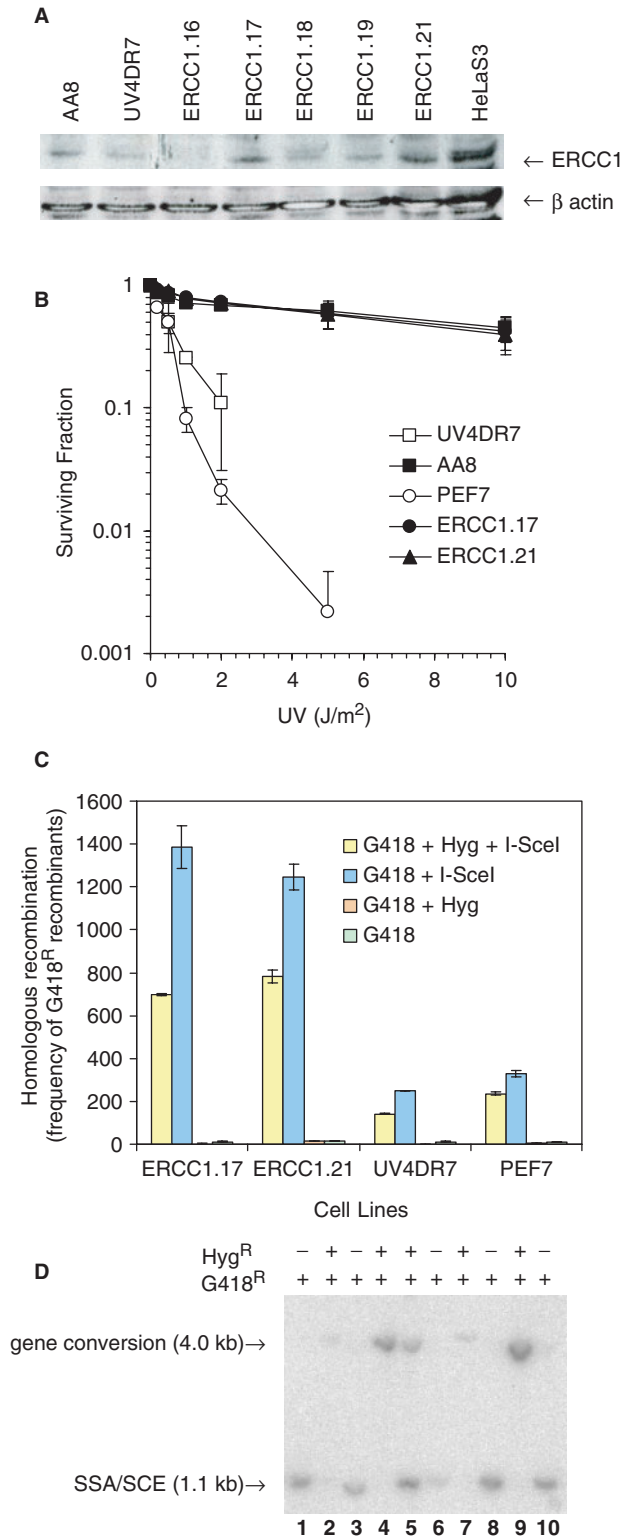 A
AA8
UV4DR7
ERCC1.16
ERCC1.17
ERCC1.18
ERCC1.19
ERCC1.21
HeLaS3
← ERCC1
← β actin
B
Surviving Fraction
1
0.1
0.01
0.001
0 2 4 6 8 10
UV (J/m²)
UV4DR7
AA8
PEF7
ERCC1.17
ERCC1.21
C
Homologous recombination
(frequency of G418ᴿ recombinants)
1600
1400
1200
1000
800
600
400
200
0
G418 + Hyg + I-SceI
G418 + I-SceI
G418 + Hyg
G418
ERCC1.17 ERCC1.21 UV4DR7 PEF7
Cell Lines
D
Hygᴿ − + − + + − + − + −
G418ᴿ + + + + + + + + + +
gene conversion (4.0 kb)→
SSA/SCE (1.1 kb)→
1 2 3 4 5 6 7 8 9 10